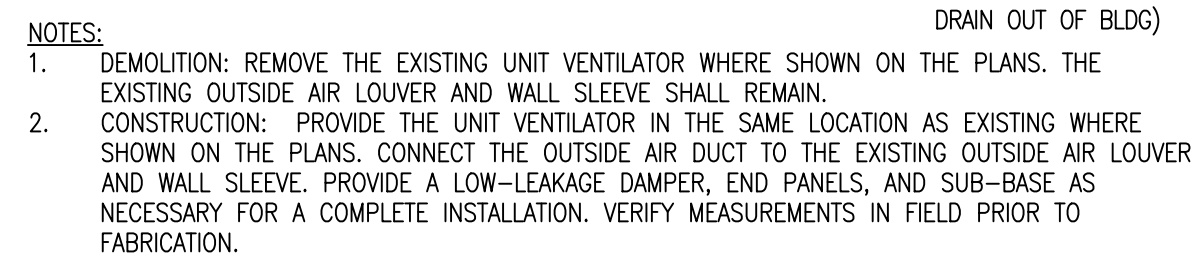 DRAIN OUT OF BLDG)
NOTES:
1. DEMOLITION: REMOVE THE EXISTING UNIT VENTILATOR WHERE SHOWN ON THE PLANS. THE
EXISTING OUTSIDE AIR LOUVER AND WALL SLEEVE SHALL REMAIN.
2. CONSTRUCTION: PROVIDE THE UNIT VENTILATOR IN THE SAME LOCATION AS EXISTING WHERE
SHOWN ON THE PLANS. CONNECT THE OUTSIDE AIR DUCT TO THE EXISTING OUTSIDE AIR LOUVER
AND WALL SLEEVE. PROVIDE A LOW-LEAKAGE DAMPER, END PANELS, AND SUB-BASE AS
NECESSARY FOR A COMPLETE INSTALLATION. VERIFY MEASUREMENTS IN FIELD PRIOR TO
FABRICATION.